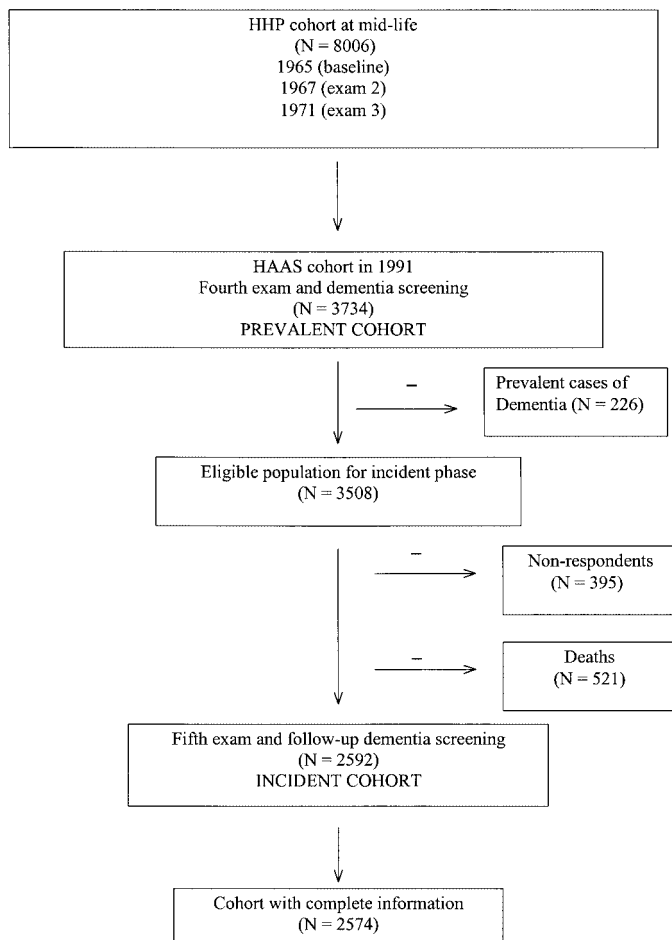 HHP cohort at mid-life
(N = 8006)
1965 (baseline)
1967 (exam 2)
1971 (exam 3)
HAAS cohort in 1991
Fourth exam and dementia screening
(N = 3734)
PREVALENT COHORT
–
Prevalent cases of
Dementia (N = 226)
Eligible population for incident phase
(N = 3508)
–
Non-respondents
(N = 395)
–
Deaths
(N = 521)
Fifth exam and follow-up dementia screening
(N = 2592)
INCIDENT COHORT
Cohort with complete information
(N = 2574)